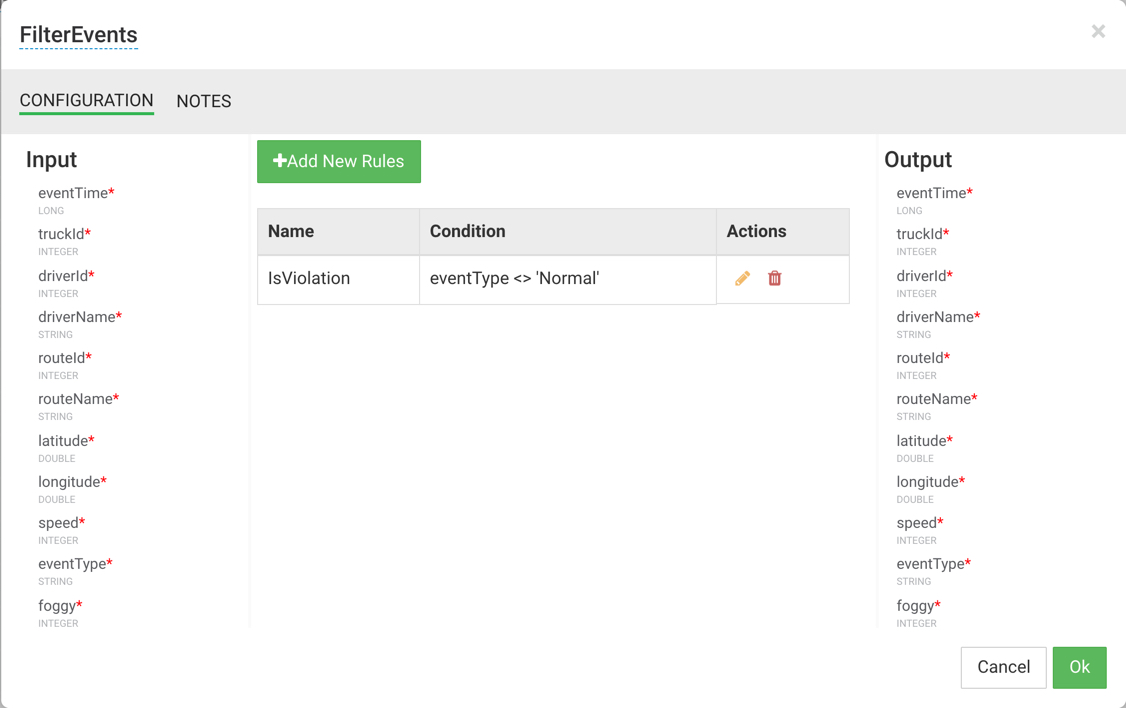 FilterEvents
×
CONFIGURATION NOTES
Input
eventTime*
LONG
truckId*
INTEGER
driverId*
INTEGER
driverName*
STRING
routeId*
INTEGER
routeName*
STRING
latitude*
DOUBLE
longitude*
DOUBLE
speed*
INTEGER
eventType*
STRING
foggy*
INTEGER
+Add New Rules
Name Condition Actions
IsViolation eventType <> 'Normal'
Output
eventTime*
LONG
truckId*
INTEGER
driverId*
INTEGER
driverName*
STRING
routeId*
INTEGER
routeName*
STRING
latitude*
DOUBLE
longitude*
DOUBLE
speed*
INTEGER
eventType*
STRING
foggy*
INTEGER
Cancel Ok